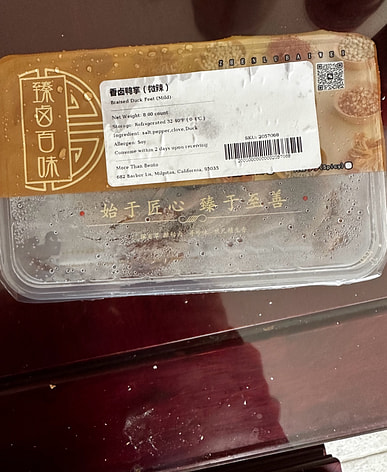 ZHENLUBAIWEI
臻卤百味
香卤鸭掌（微辣）
Braised Duck Feet (Mild)
Net Weight: 8.00 count
Storage: Refrigerated 32-40°F (0-4°C)
Ingredient: salt,pepper,clove,Duck
Allergen: Soy
Consume within 2 days upon receiving
SKU: 2057068
More Than Bento
682 Barber Ln, Milpitas, California, 95035
始于匠心 臻于至善